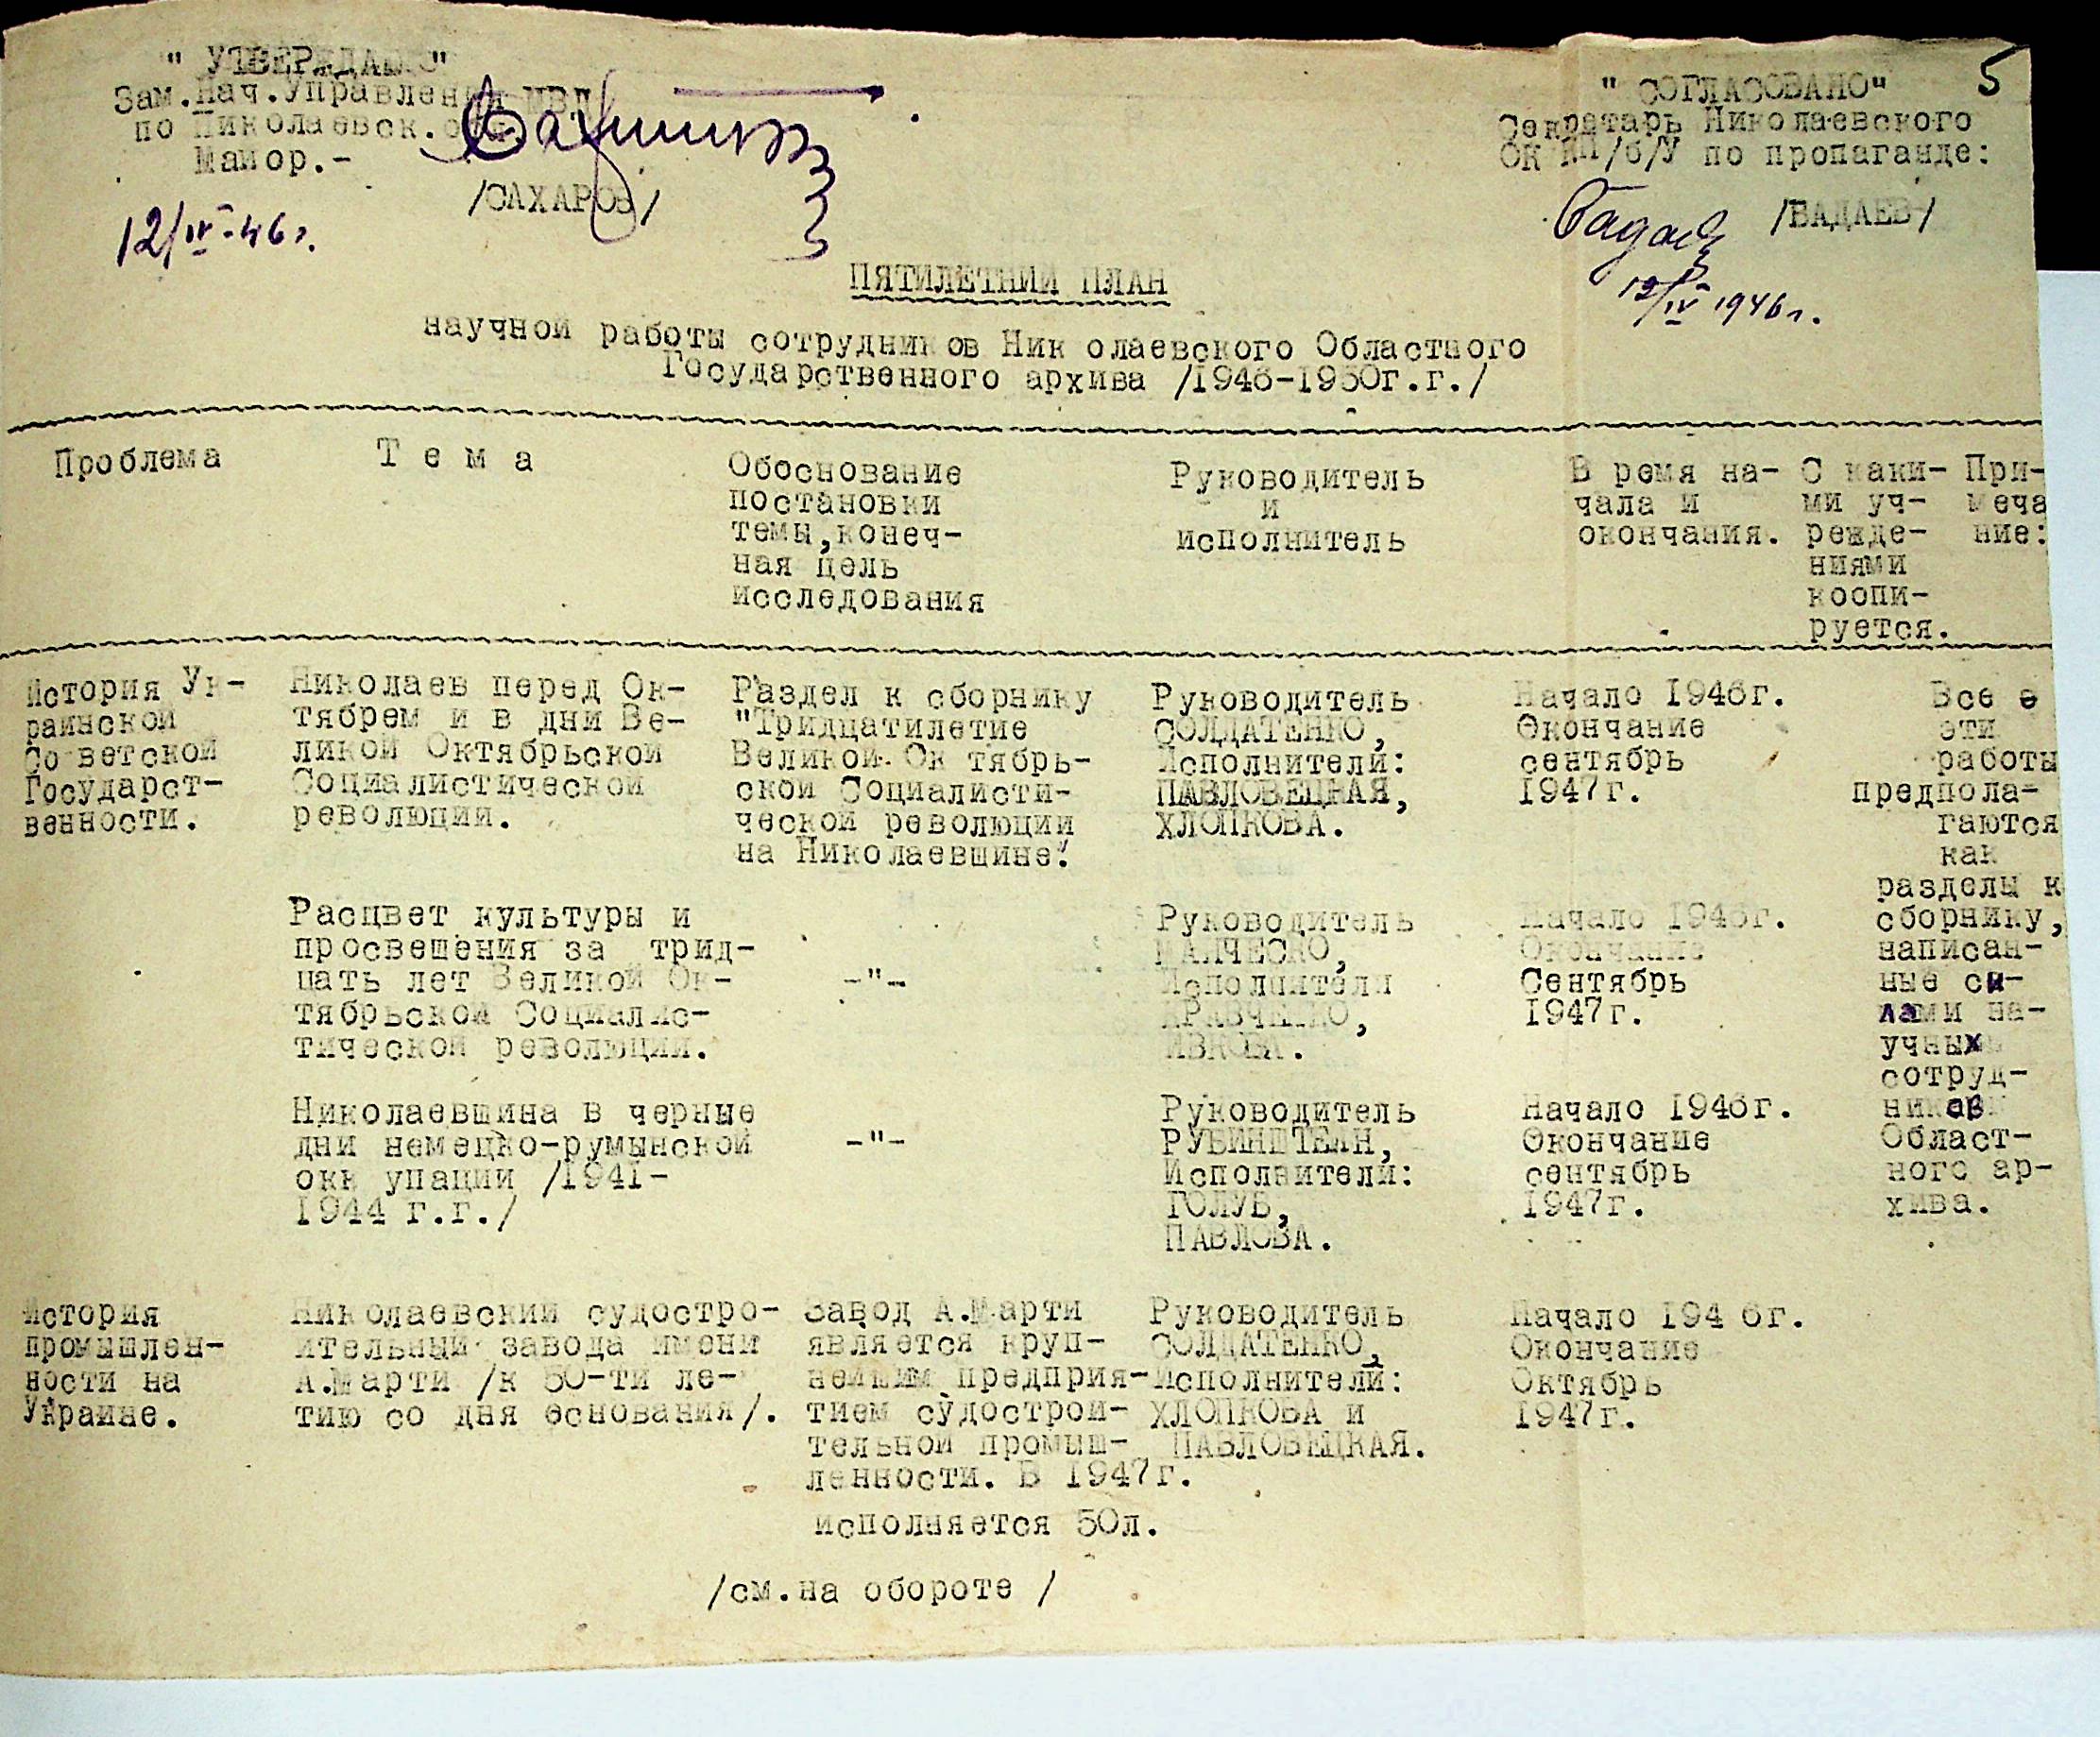 5
" УТВЕРЖДАЮ"
Зам.Нач.Управления МВД
по Николаевск.
Майор.-
/САХАРОВ/
12/IV-46г.
" СОГЛАСОВАНО"
Секратарь Николаевского
ОК КП/б/У по пропаганде:
/БАДАЕВ/
12/IV 1946г.
ПЯТИЛЕТНИЙ ПЛАН
научной работы сотрудников Николаевского Областного
Государственного архива /1946-1950г.г./
Проблема
Т е м а
Обоснование
постановки
темы,конеч-
ная цель
исследования
Руководитель
и
исполнитель
Время на-
чала и
окончания.
С каки-
ми уч-
режде-
ниями
коопи-
руется.
При-
меча
ние:
История Ук-
раинской
Советской
Государст-
венности.
Николаев перед Ок-
тябрем и в дни Ве-
ликой Октябрьской
Социалистической
революции.
Раздел к сборнику
"Тридцатилетие
Великой Октябрь-
ской Социалисти-
ческой революции
на Николаевщине".
Руководитель
СОЛДАТЕНКО,
Исполнители:
ПАВЛОВЕЦКАЯ,
ХЛОПКОВА.
Начало 1946г.
Окончание
сентябрь
1947г.
Все
эти
работы
предпола-
гаются
как
разделы к
сборнику,
написан-
ные си-
лами на-
учных
сотруд-
ников
Област-
ного ар-
хива.
Расцвет культуры и
просвещения за трид-
цать лет Великой Ок-
тябрьской Социалис-
тической революции.
-"-
Руководитель
МАЛЧЕСКО,
Исполнители
КРАВЧЕНКО,
ИВКОВА.
Начало 1946г.
Окончание
Сентябрь
1947г.
Николаевщина в черные
дни немецко-румынской
оккупации /1941-
1944 г.г./
-"-
Руководитель
РУБИНШТЕЙН,
Исполнители:
ГОЛУБ,
ПАВЛОВА.
Начало 1946г.
Окончание
сентябрь
1947г.
История
промышлен-
ности на
Украине.
Николаевский судостро-
ительный завода имени
А.Марти /к 50-ти ле-
тию со дня основания/.
Завод А.Марти
является круп-
нейшим предприя-
тием судострои-
тельной промыш-
ленности. В 1947г.
исполняется 50л.
Руководитель
СОЛДАТЕНКО,
Исполнители:
ХЛОПКОВА и
ПАВЛОВЕЦКАЯ.
Начало 1946г.
Окончание
Октябрь
1947г.
/см.на обороте /